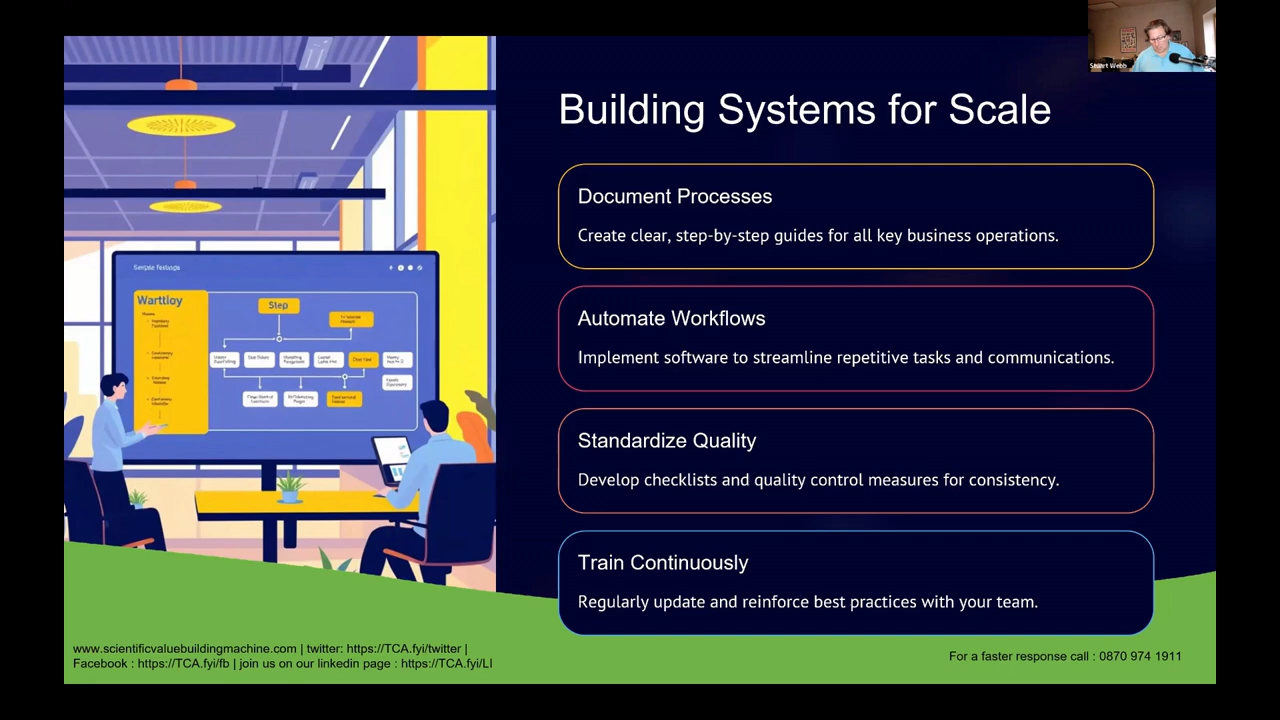 Stuart Webb
Building Systems for Scale
Document Processes
Create clear, step-by-step guides for all key business operations.
Automate Workflows
Implement software to streamline repetitive tasks and communications.
Standardize Quality
Develop checklists and quality control measures for consistency.
Train Continuously
Regularly update and reinforce best practices with your team.
Warttloy
Step
www.scientificvaluebuildingmachine.com | twitter: https://TCA.fyi/twitter |
Facebook : https://TCA.fyi/fb | join us on our linkedin page : https://TCA.fyi/LI
For a faster response call : 0870 974 1911